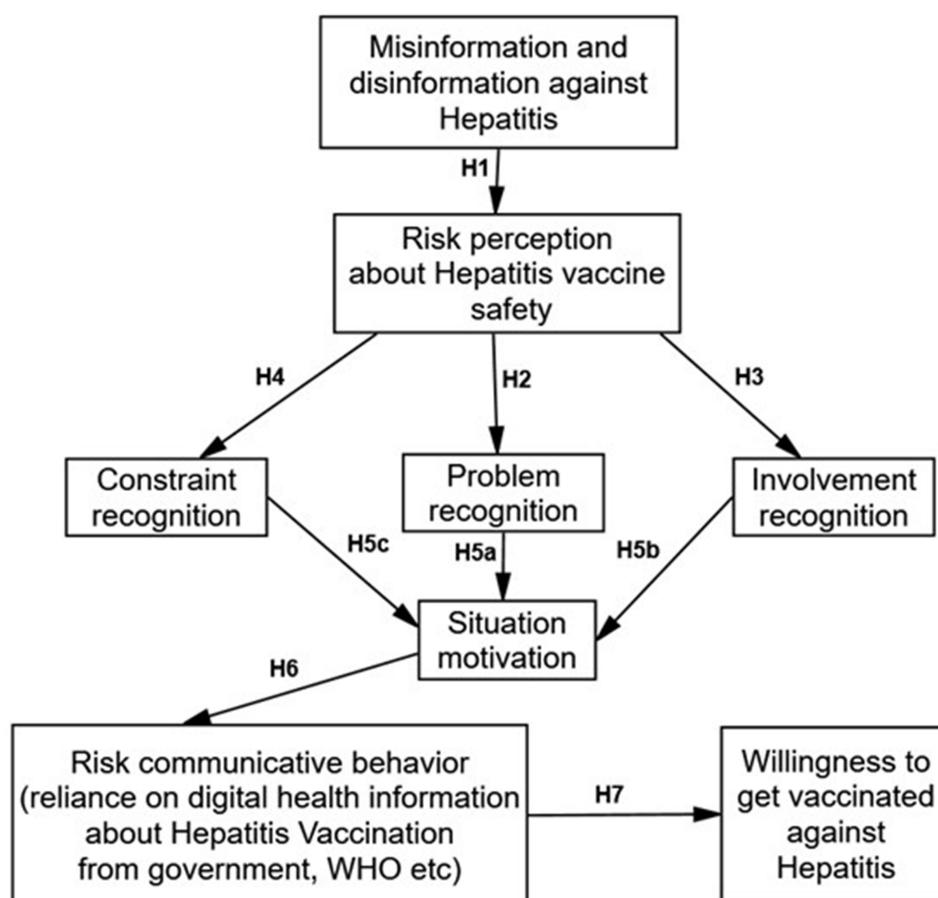 Misinformation and
disinformation against
Hepatitis
H1
Risk perception
about Hepatitis vaccine
safety
H4
H2
H3
Constraint
recognition
Problem
recognition
Involvement
recognition
H5c
H5a
H5b
Situation
motivation
H6
Risk communicative behavior
(reliance on digital health information
about Hepatitis Vaccination
from government, WHO etc)
H7
Willingness to
get vaccinated
against
Hepatitis